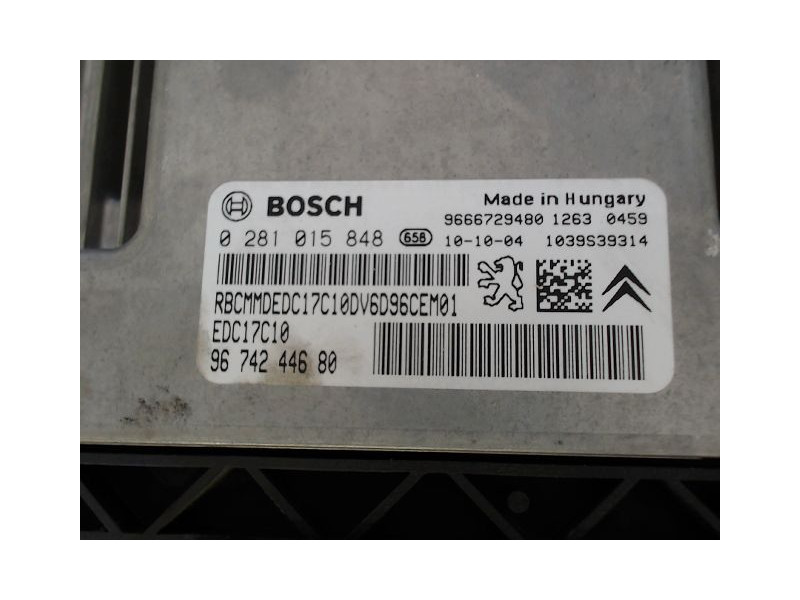 BOSCH
Made in Hungary
9666729480 1263 0459
0 281 015 848 658 10-10-04 1039S39314
RBCMMDEDC17C10DV6D96CEM01
EDC17C10
96 742 446 80